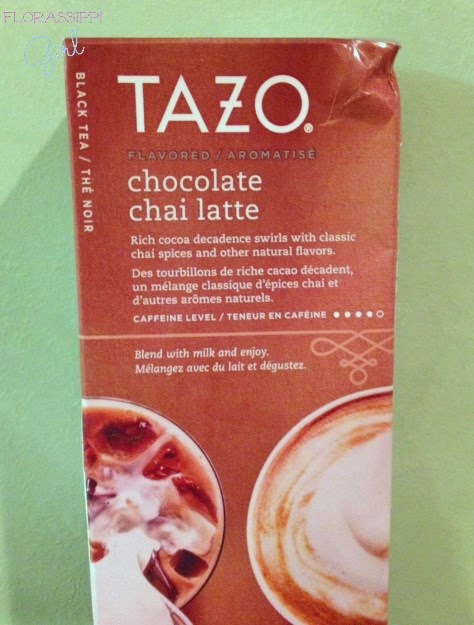 FLORASSIPPI
Girl
BLACK TEA / THÉ NOIR
TAZO®
FLAVORED / AROMATISÉ
chocolate
chai latte
Rich cocoa decadence swirls with classic
chai spices and other natural flavors.
Des tourbillons de riche cacao décadent,
un mélange classique d'épices chai et
d'autres arômes naturels.
CAFFEINE LEVEL / TENEUR EN CAFÉINE
Blend with milk and enjoy.
Mélangez avec du lait et dégustez.